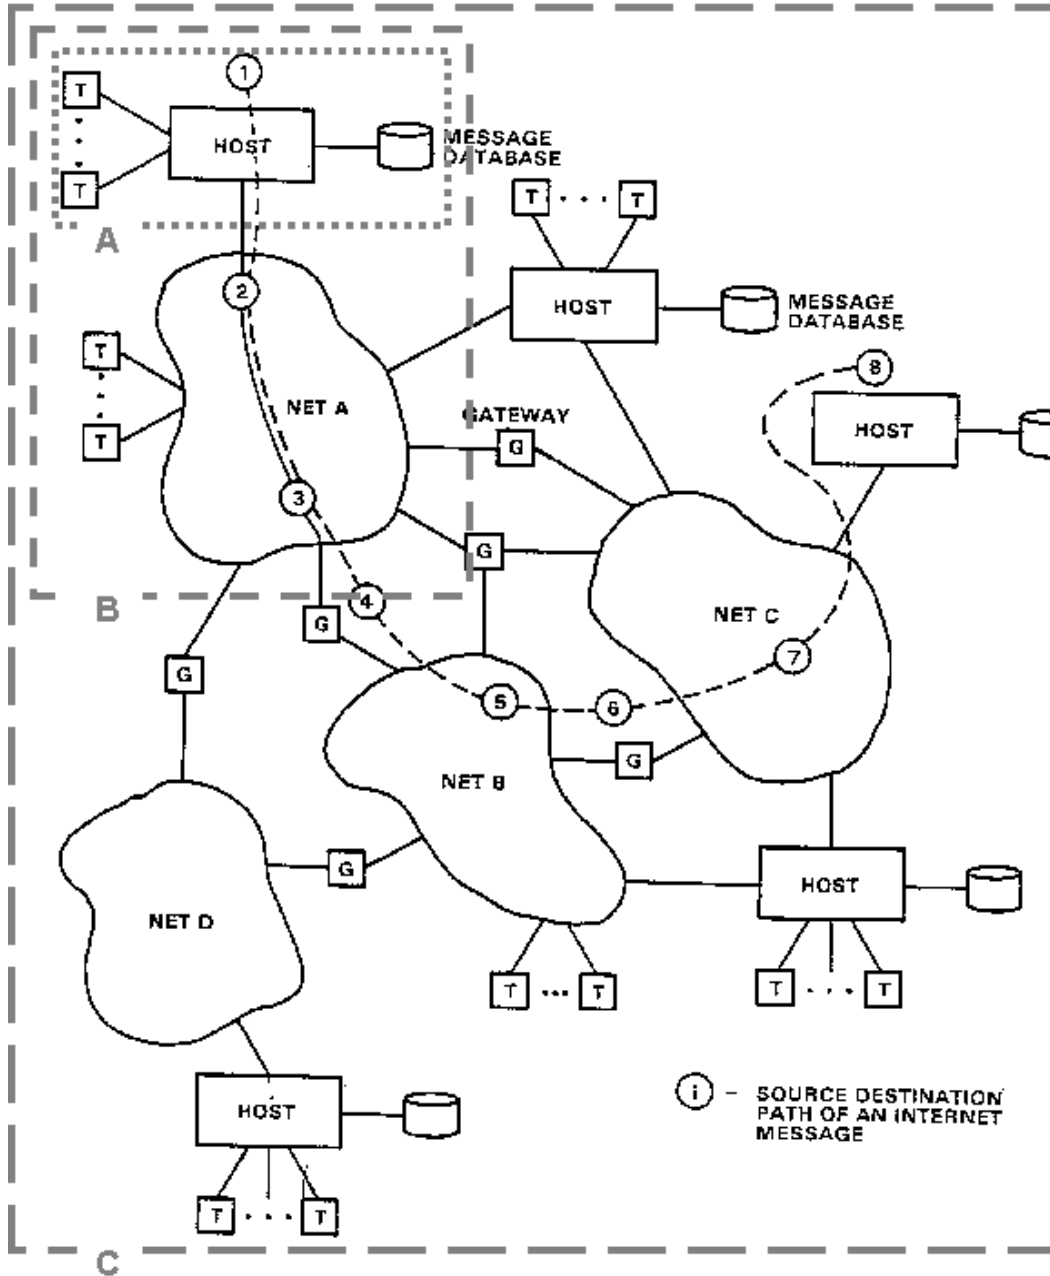 1
T
HOST
MESSAGE
DATABASE
T
T
T
A
2
HOST
MESSAGE
DATABASE
T
8
NET A
GATEWAY
HOST
T
G
3
G
NET C
B
4
G
7
G
5
6
G
NET B
G
HOST
NET D
T
T
T
T
i
–
SOURCE DESTINATION
PATH OF AN INTERNET
MESSAGE
HOST
T
T
C